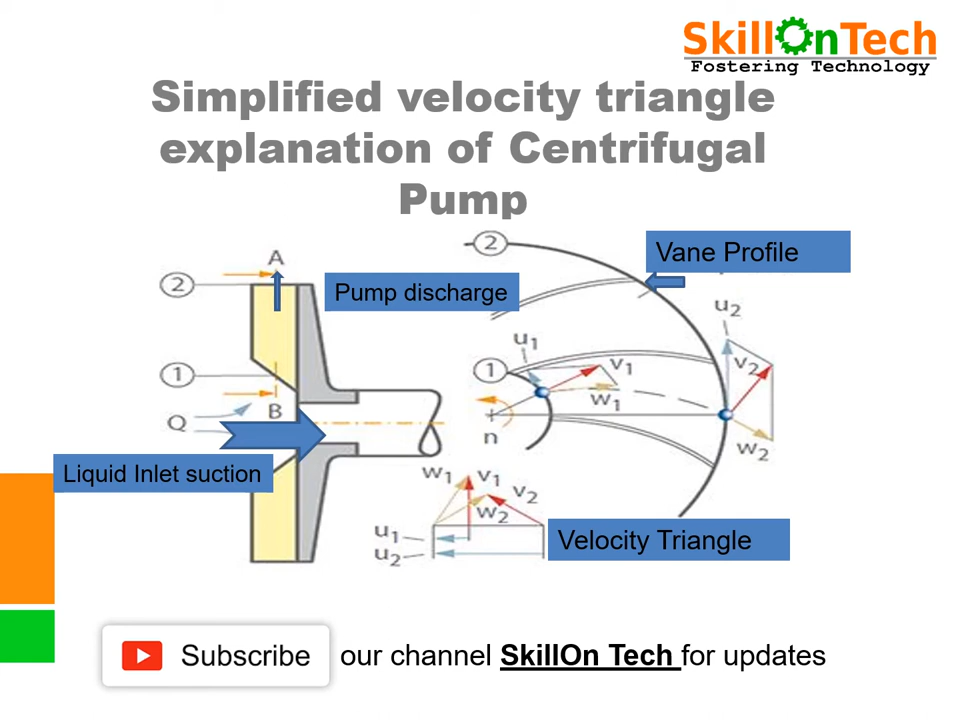 SkillOnTech
Fostering Technology
Simplified velocity triangle
explanation of Centrifugal
Pump
2
A
Pump discharge
1
B
Q
Liquid Inlet suction
2
Vane Profile
u2
v2
w2
u1
v1
w1
1
n
w1
v1
v2
w2
u1
u2
Velocity Triangle
Subscribe our channel SkillOn Tech for updates